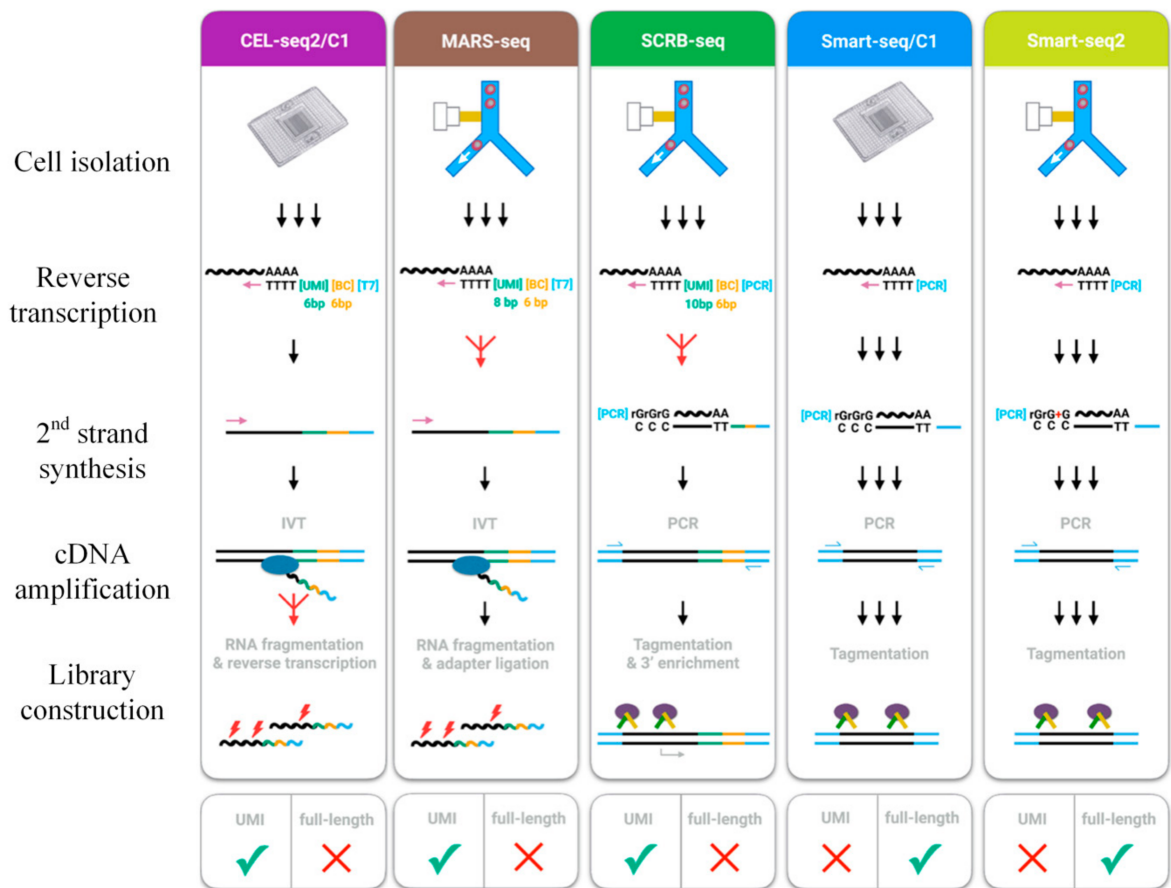 CEL-seq2/C1
MARS-seq
SCRB-seq
Smart-seq/C1
Smart-seq2
Cell isolation
Reverse
transcription
AAAA
TTTT [UMI] [BC] [T7]
6bp 6bp
AAAA
TTTT [UMI] [BC] [T7]
8 bp 6 bp
AAAA
TTTT [UMI] [BC] [PCR]
10bp 6bp
AAAA
TTTT [PCR]
AAAA
TTTT [PCR]
2nd strand
synthesis
[PCR] rGrGrG AA
C C C TT
[PCR] rGrGrG AA
C C C TT
[PCR] rGrG+G AA
C C C TT
cDNA
amplification
IVT
IVT
PCR
PCR
PCR
Library
construction
RNA fragmentation
& reverse transcription
RNA fragmentation
& adapter ligation
Tagmentation
& 3' enrichment
Tagmentation
Tagmentation
UMI full-length
UMI full-length
UMI full-length
UMI full-length
UMI full-length